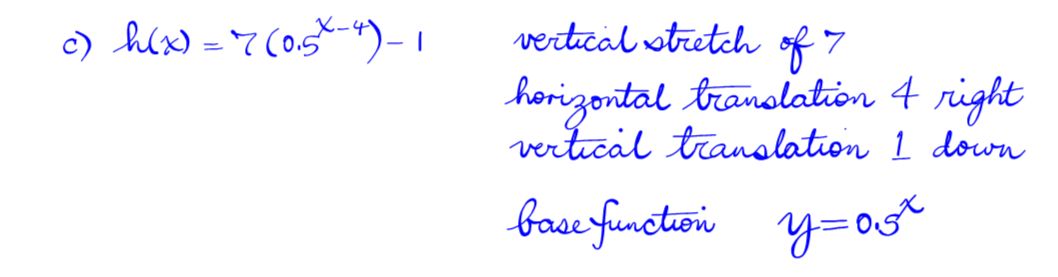 c) h(x) = 7(0.5^{x-4}) - 1
vertical stretch of 7
horizontal translation 4 right
vertical translation 1 down
base function y = 0.5^x